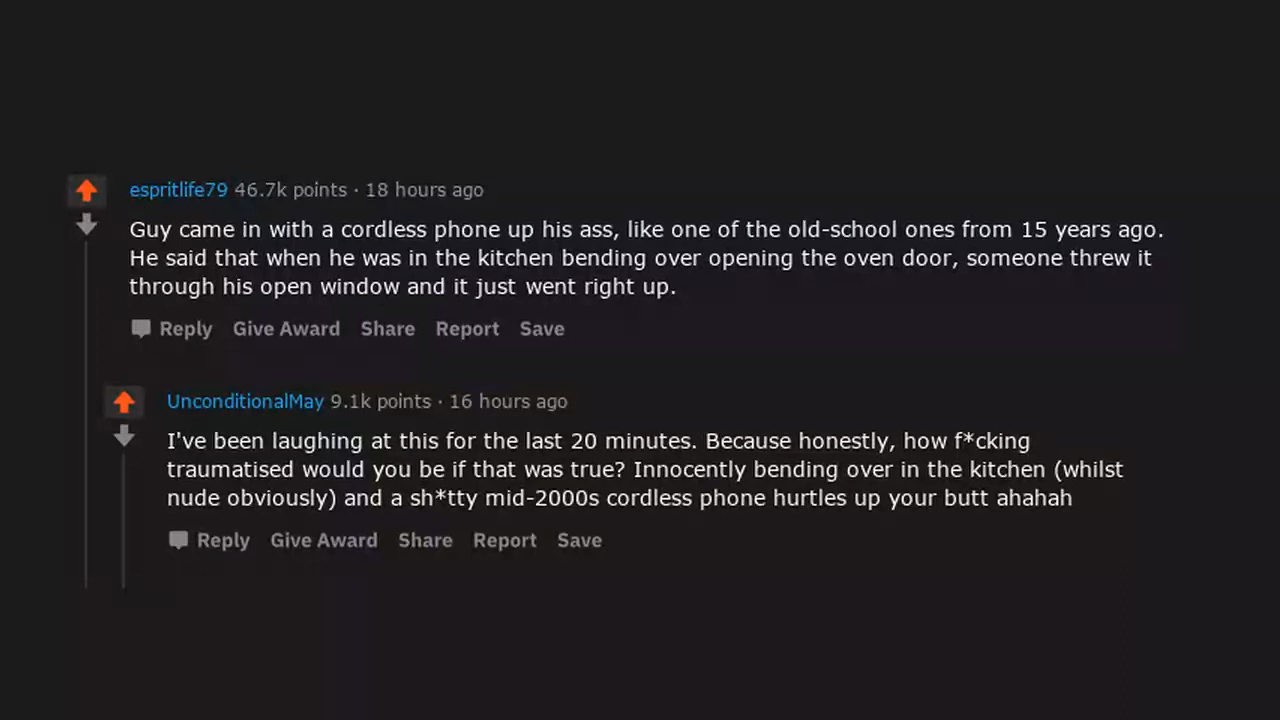 espritlife79 46.7k points · 18 hours ago
Guy came in with a cordless phone up his ass, like one of the old-school ones from 15 years ago.
He said that when he was in the kitchen bending over opening the oven door, someone threw it
through his open window and it just went right up.
Reply Give Award Share Report Save
UnconditionalMay 9.1k points · 16 hours ago
I've been laughing at this for the last 20 minutes. Because honestly, how f*cking
traumatised would you be if that was true? Innocently bending over in the kitchen (whilst
nude obviously) and a sh*tty mid-2000s cordless phone hurtles up your butt ahahah
Reply Give Award Share Report Save